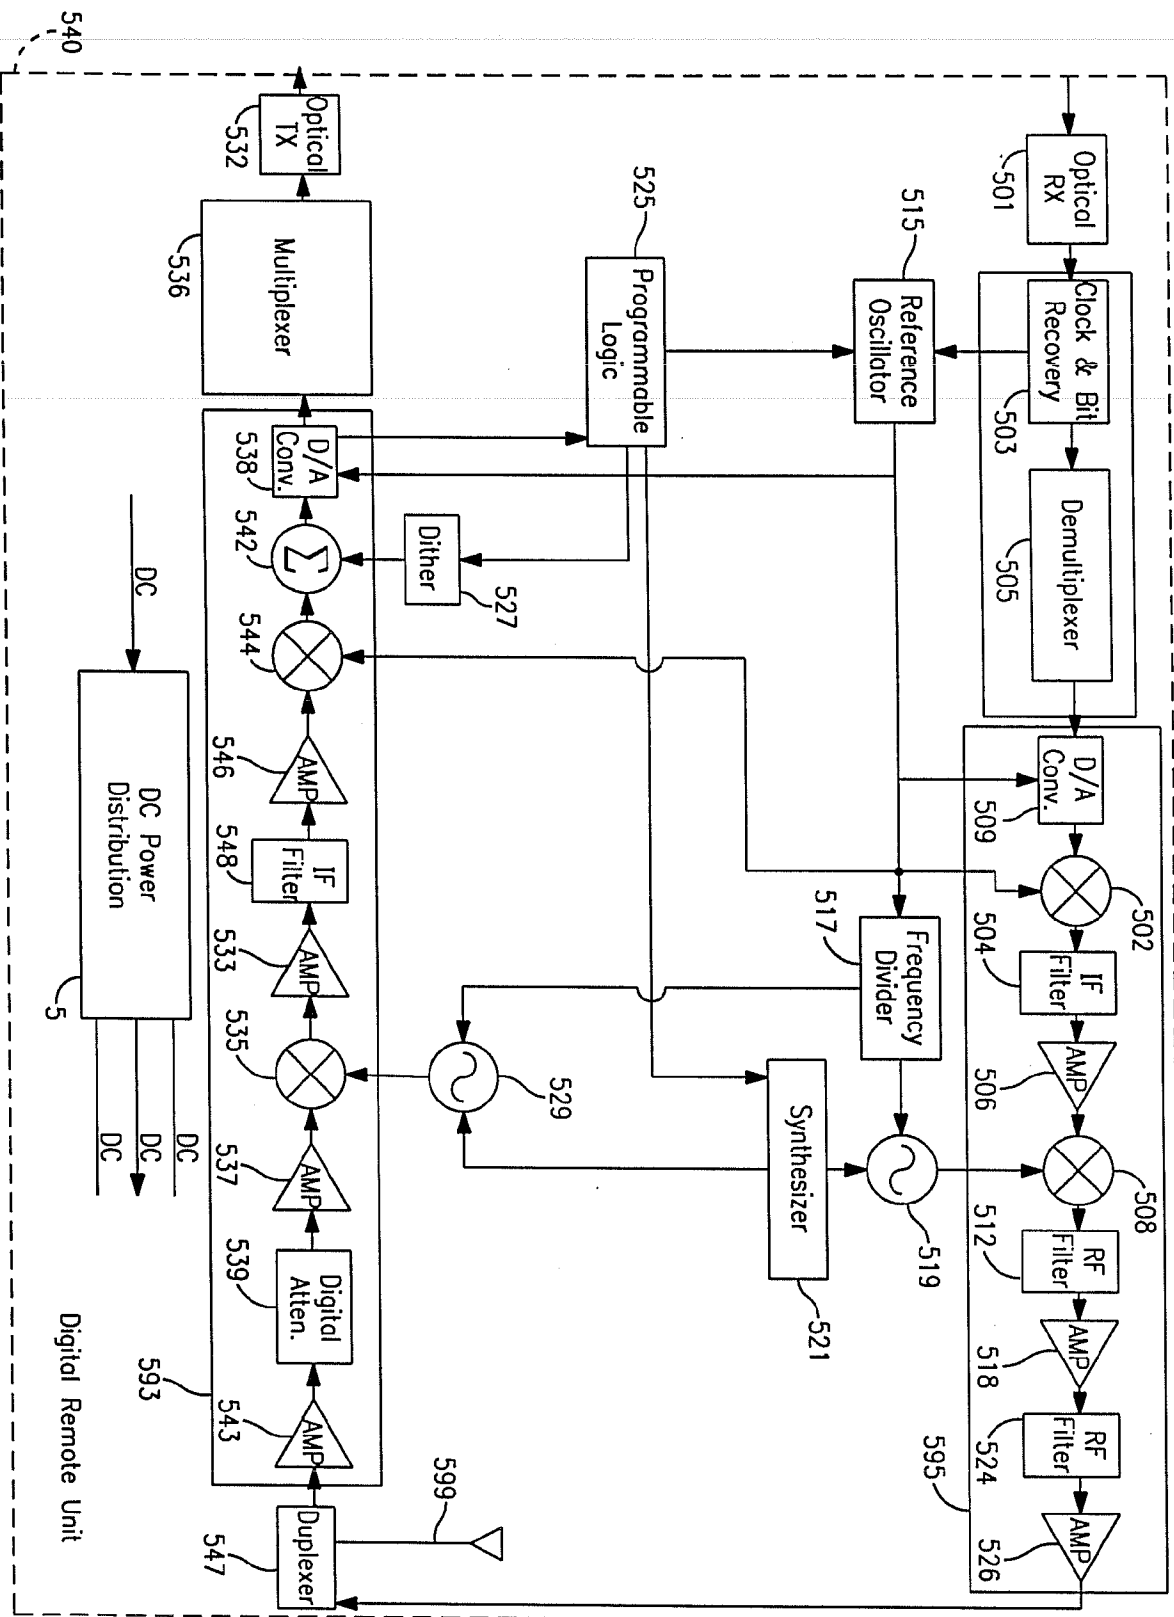 540
Optical
RX
501
Clock & Bit
Recovery
503
Demultiplexer
505
D/A
Conv.
509
502
IF
Filter
504
AMP
506
508
RF
Filter
512
AMP
518
RF
Filter
524
AMP
526
595
515
Reference
Oscillator
517
Frequency
Divider
519
525
Programmable
Logic
Synthesizer
521
Dither
527
529
599
Optical
TX
532
Multiplexer
536
D/A
Conv.
538
Σ
542
544
AMP
546
IF
Filter
548
AMP
533
535
AMP
537
Digital
Atten.
539
AMP
543
593
Duplexer
547
DC
DC Power
Distribution
5
DC
DC
DC
Digital Remote Unit